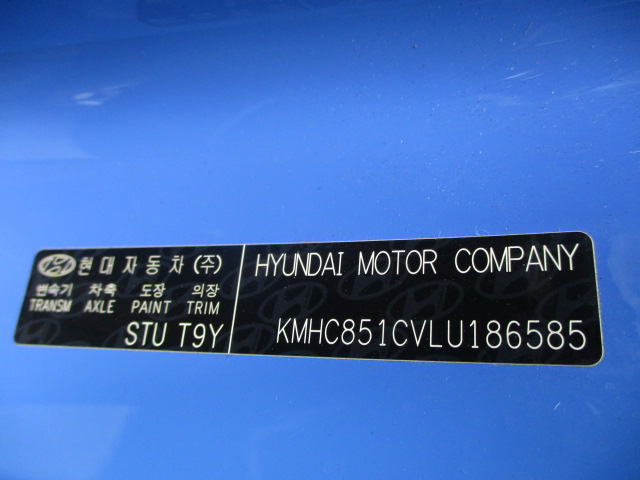 현대자동차(주)
변속기 차축 도장 의장
TRANSM AXLE PAINT TRIM
STU T9Y
HYUNDAI MOTOR COMPANY
KMHC851CVLU186585